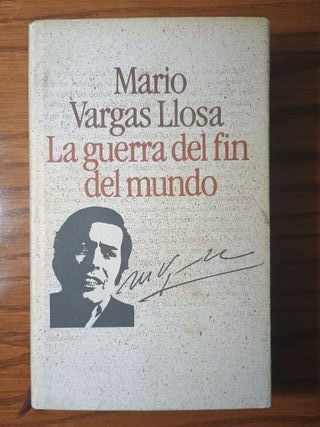 Mario
Vargas Llosa
La guerra del fin
del mundo